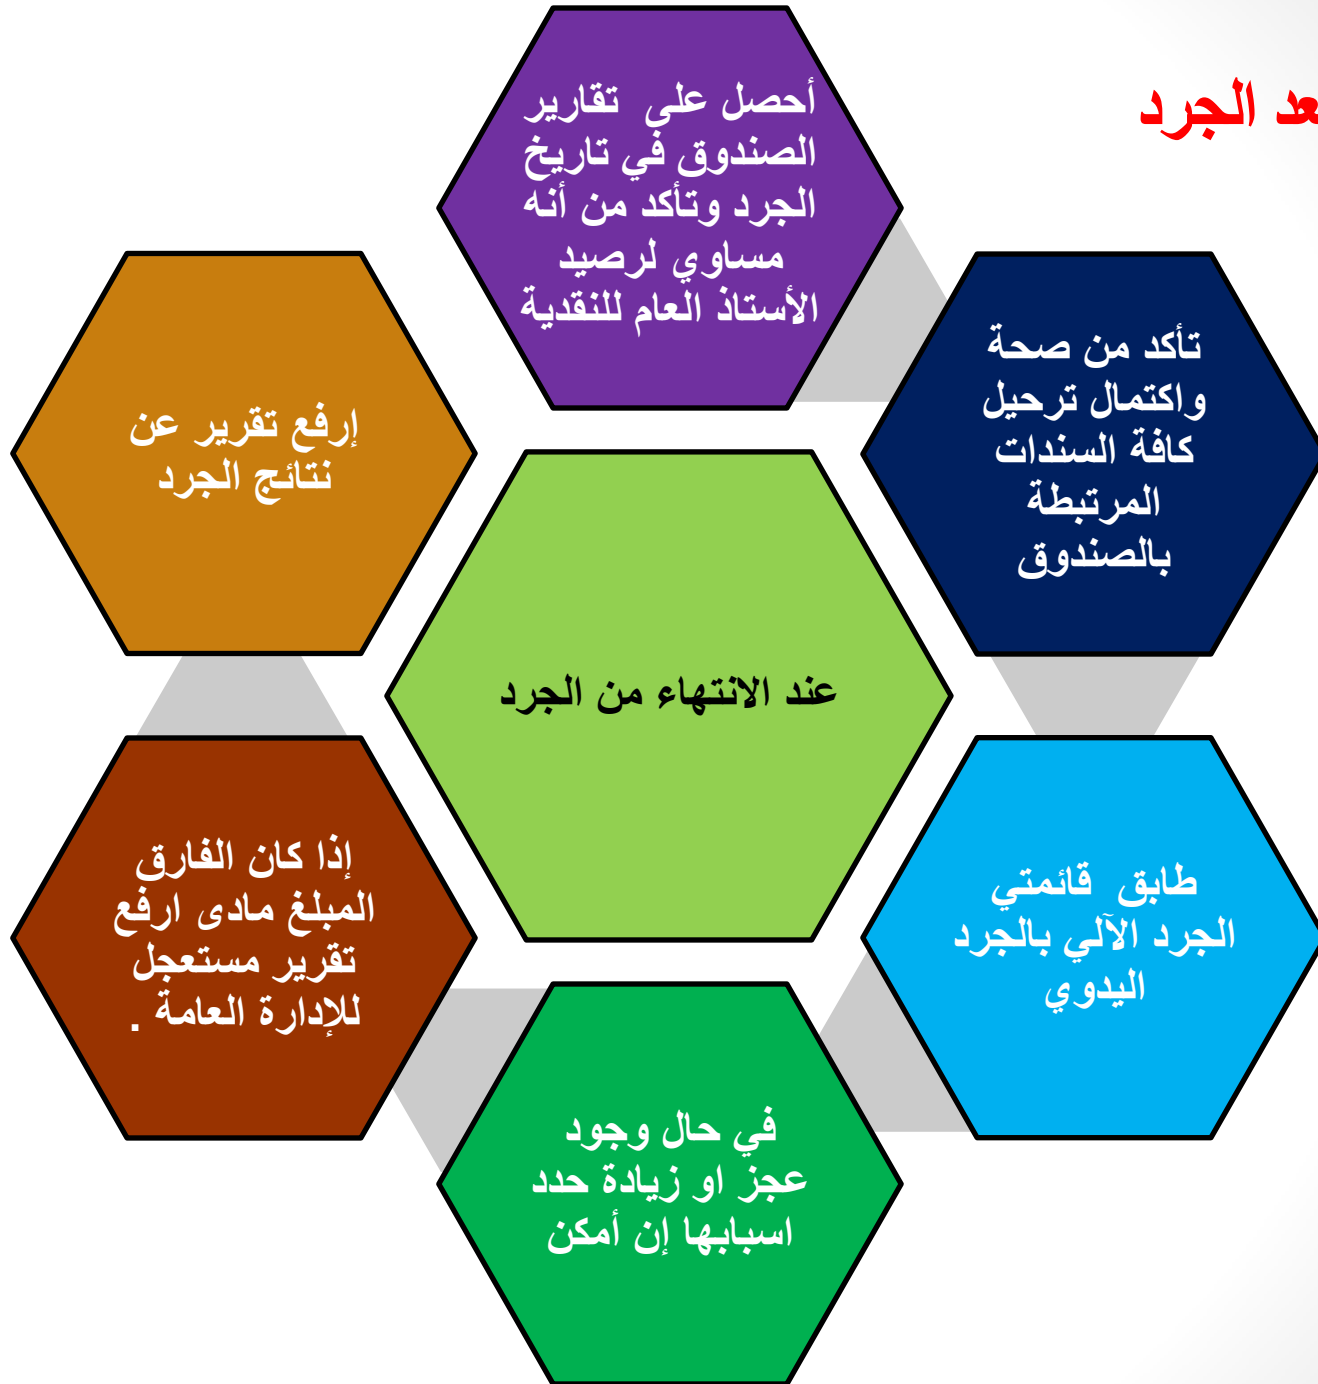 عد الجرد
أحصل على تقارير
الصندوق في تاريخ
الجرد وتأكد من أنه
مساوي لرصيد
الأستاذ العام للنقدية
تأكد من صحة
واكتمال ترحيل
كافة السندات
المرتبطة
بالصندوق
طابق قائمتي
الجرد الآلي بالجرد
اليدوي
في حال وجود
عجز او زيادة حدد
اسبابها إن أمكن
إذا كان الفارق
المبلغ مادى ارفع
تقرير مستعجل
للإدارة العامة .
إرفع تقرير عن
نتائج الجرد
عند الانتهاء من الجرد